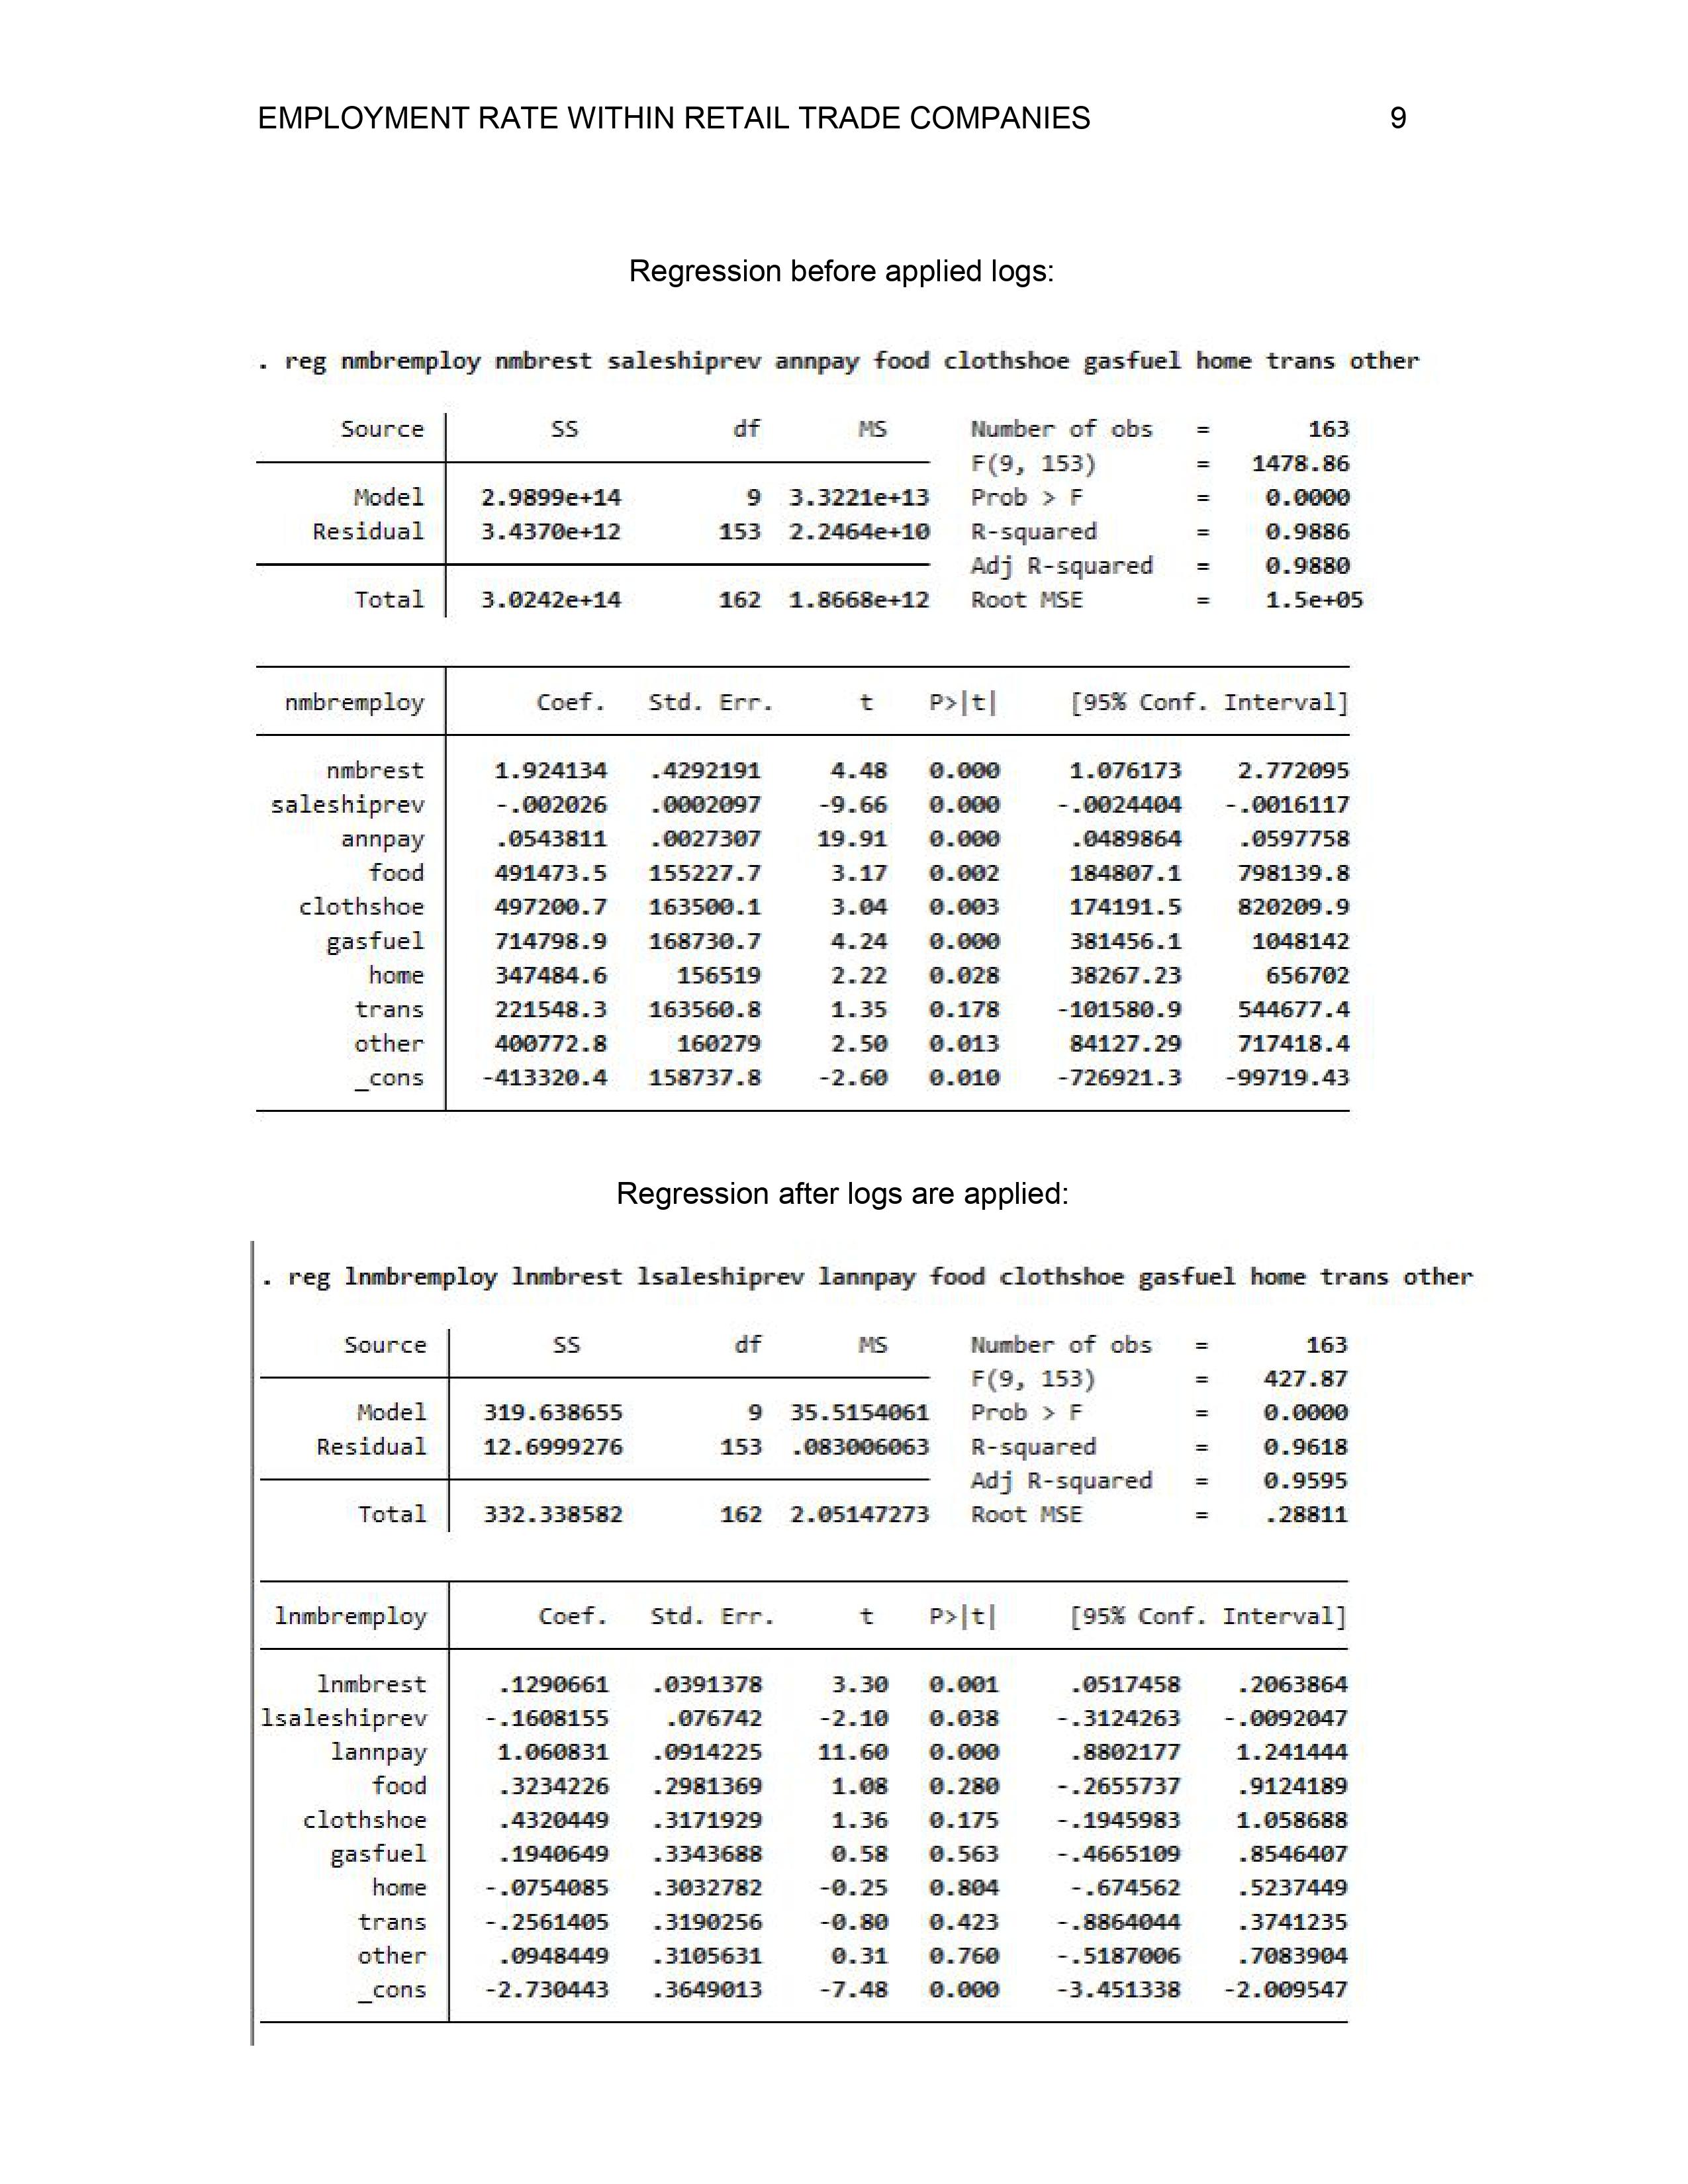 EMPLOYMENT RATE WITHIN RETAIL TRADE COMPANIES 9
Regression before applied logs:
. reg nmbremploy nmbrest saleshiprev annpay food clothshoe gasfuel home trans other
Source SS df MS Number of obs = 163
F(9, 153) = 1478.86
Model 2.9899e+14 9 3.3221e+13 Prob > F = 0.0000
Residual 3.4370e+12 153 2.2464e+10 R-squared = 0.9886
Adj R-squared = 0.9880
Total 3.0242e+14 162 1.8668e+12 Root MSE = 1.5e+05
nmbremploy Coef. Std. Err. t P>|t| [95% Conf. Interval]
nmbrest 1.924134 .4292191 4.48 0.000 1.076173 2.772095
saleshiprev -.002026 .0002097 -9.66 0.000 -.0024404 -.0016117
annpay .0543811 .0027307 19.91 0.000 .0489864 .0597758
food 491473.5 155227.7 3.17 0.002 184807.1 798139.8
clothshoe 497200.7 163500.1 3.04 0.003 174191.5 820209.9
gasfuel 714798.9 168730.7 4.24 0.000 381456.1 1048142
home 347484.6 156519 2.22 0.028 38267.23 656702
trans 221548.3 163560.8 1.35 0.178 -101580.9 544677.4
other 400772.8 160279 2.50 0.013 84127.29 717418.4
_cons -413320.4 158737.8 -2.60 0.010 -726921.3 -99719.43
Regression after logs are applied:
. reg lnmbremploy lnmbrest lsaleshiprev lannpay food clothshoe gasfuel home trans other
Source SS df MS Number of obs = 163
F(9, 153) = 427.87
Model 319.638655 9 35.5154061 Prob > F = 0.0000
Residual 12.6999276 153 .083006063 R-squared = 0.9618
Adj R-squared = 0.9595
Total 332.338582 162 2.05147273 Root MSE = .28811
lnmbremploy Coef. Std. Err. t P>|t| [95% Conf. Interval]
lnmbrest .1290661 .0391378 3.30 0.001 .0517458 .2063864
lsaleshiprev -.1608155 .076742 -2.10 0.038 -.3124263 -.0092047
lannpay 1.060831 .0914225 11.60 0.000 .8802177 1.241444
food .3234226 .2981369 1.08 0.280 -.2655737 .9124189
clothshoe .4320449 .3171929 1.36 0.175 -.1945983 1.058688
gasfuel .1940649 .3343688 0.58 0.563 -.4665109 .8546407
home -.0754085 .3032782 -0.25 0.804 -.674562 .5237449
trans -.2561405 .3190256 -0.80 0.423 -.8864044 .3741235
other .0948449 .3105631 0.31 0.760 -.5187006 .7083904
_cons -2.730443 .3649013 -7.48 0.000 -3.451338 -2.009547